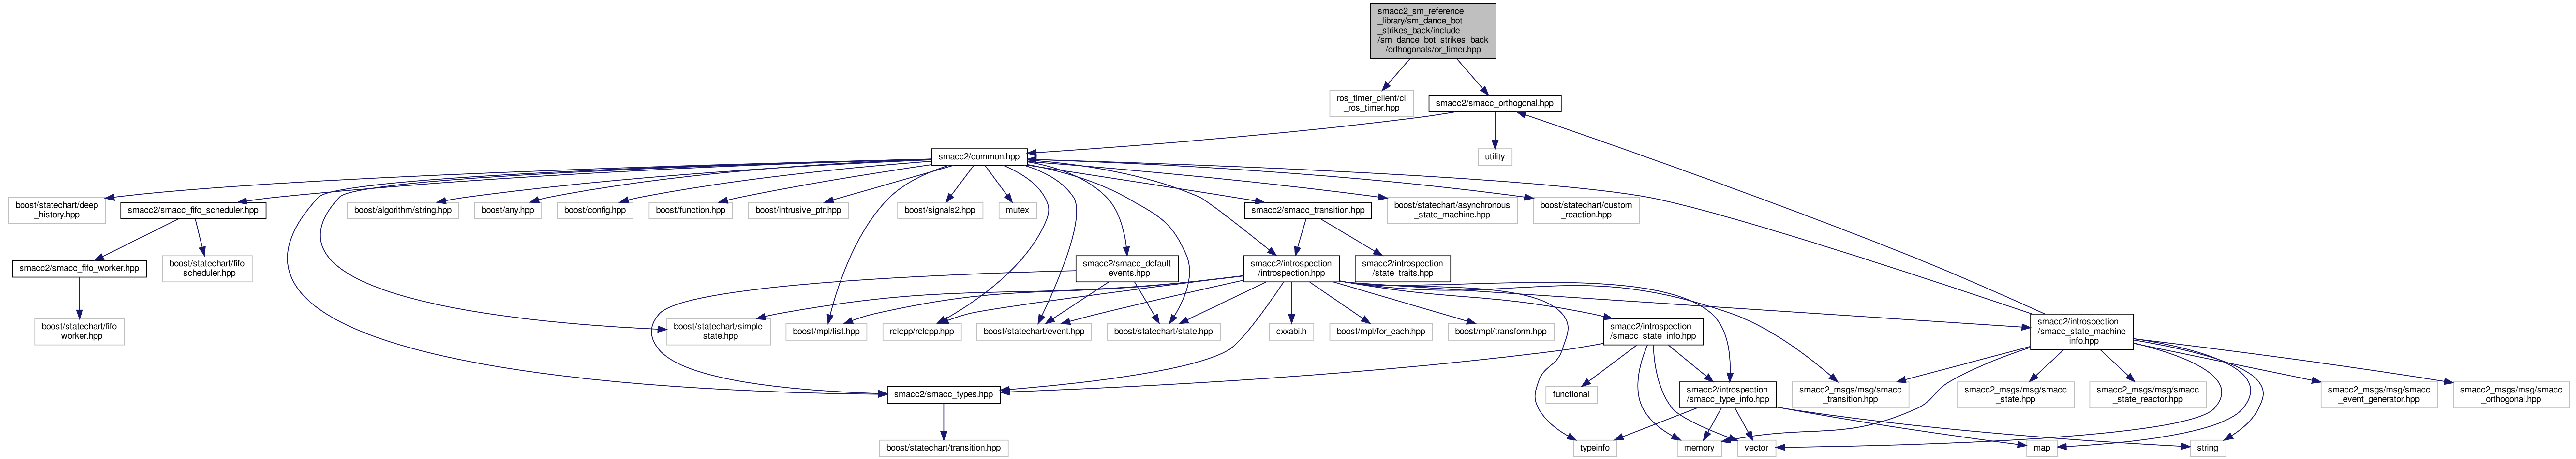 smacc2_sm_reference
_library/sm_dance_bot
_strikes_back/include
/sm_dance_bot_strikes_back
/orthogonals/or_timer.hpp
ros_timer_client/cl
_ros_timer.hpp
smacc2/smacc_orthogonal.hpp
smacc2/common.hpp
utility
boost/statechart/deep
_history.hpp
smacc2/smacc_fifo_scheduler.hpp
boost/algorithm/string.hpp
boost/any.hpp
boost/config.hpp
boost/function.hpp
boost/intrusive_ptr.hpp
boost/signals2.hpp
mutex
smacc2/smacc_transition.hpp
boost/statechart/asynchronous
_state_machine.hpp
boost/statechart/custom
_reaction.hpp
smacc2/smacc_fifo_worker.hpp
boost/statechart/fifo
_scheduler.hpp
smacc2/smacc_default
_events.hpp
smacc2/introspection
/introspection.hpp
smacc2/introspection
/state_traits.hpp
boost/statechart/fifo
_worker.hpp
boost/statechart/simple
_state.hpp
boost/mpl/list.hpp
rclcpp/rclcpp.hpp
boost/statechart/event.hpp
boost/statechart/state.hpp
cxxabi.h
boost/mpl/for_each.hpp
boost/mpl/transform.hpp
smacc2/introspection
/smacc_state_info.hpp
smacc2/introspection
/smacc_state_machine
_info.hpp
smacc2/smacc_types.hpp
functional
smacc2/introspection
/smacc_type_info.hpp
smacc2_msgs/msg/smacc
_transition.hpp
smacc2_msgs/msg/smacc
_state.hpp
smacc2_msgs/msg/smacc
_state_reactor.hpp
smacc2_msgs/msg/smacc
_event_generator.hpp
smacc2_msgs/msg/smacc
_orthogonal.hpp
boost/statechart/transition.hpp
typeinfo
memory
vector
map
string